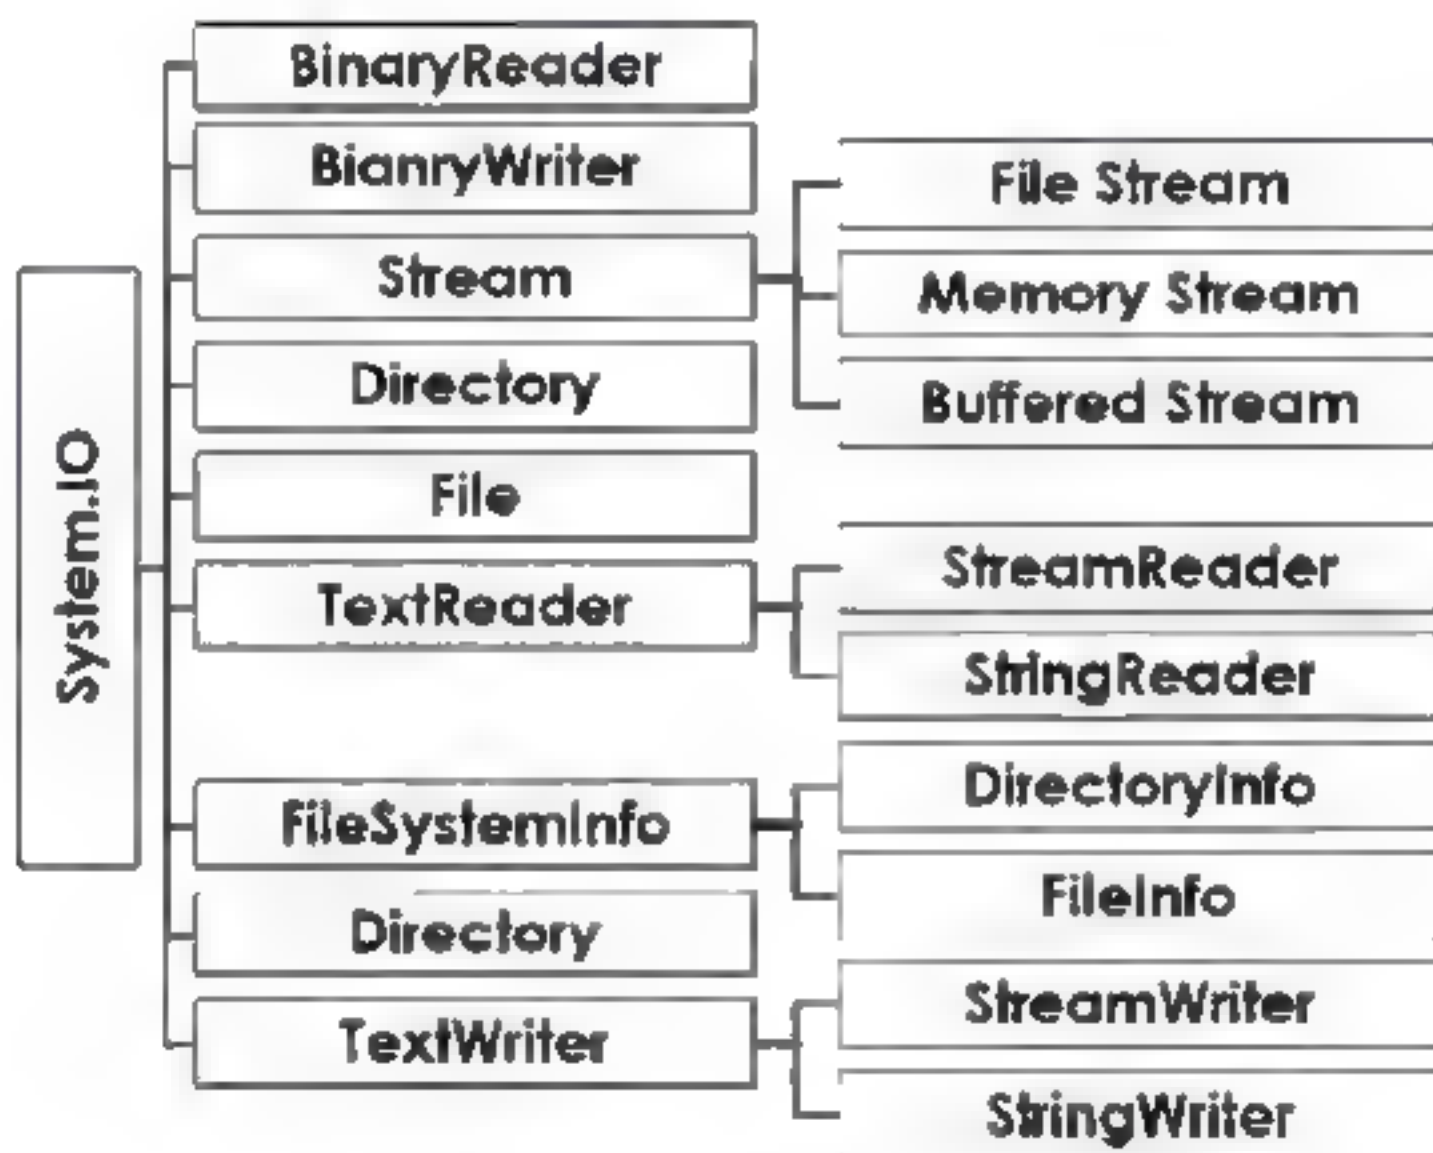 System.IO
BinaryReader
BianryWriter
Stream
File Stream
Memory Stream
Buffered Stream
Directory
File
TextReader
StreamReader
StringReader
FileSystemInfo
DirectoryInfo
FileInfo
Directory
TextWriter
StreamWriter
StringWriter